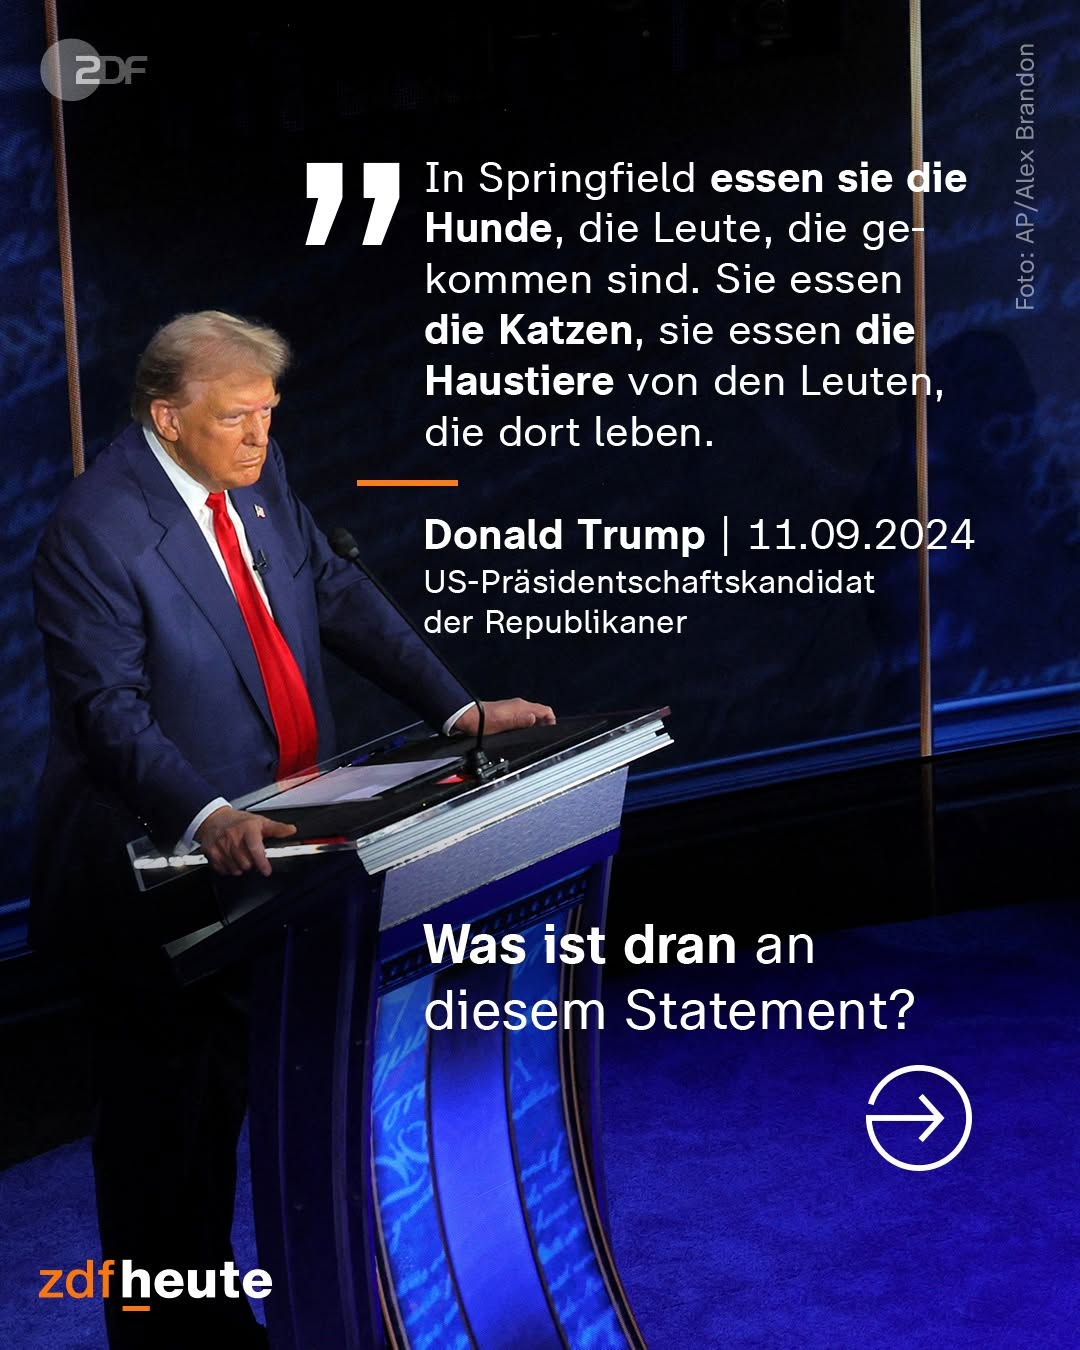 ZDF
Foto: AP/Alex Brandon
” In Springfield essen sie die
Hunde, die Leute, die ge-
kommen sind. Sie essen
die Katzen, sie essen die
Haustiere von den Leuten,
die dort leben.
Donald Trump | 11.09.2024
US-Präsidentschaftskandidat
der Republikaner
Was ist dran an
diesem Statement?
zdfheute